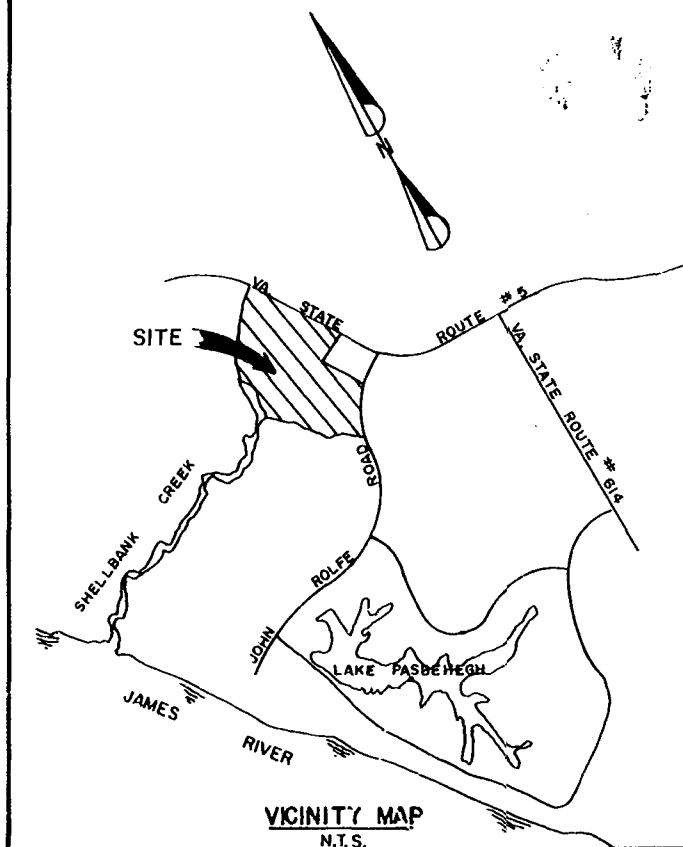 N
VA. STATE ROUTE # 5
SITE
VA. STATE ROUTE # 614
SHELLBANK CREEK
JOHN ROLFE ROAD
LAKE PASBEHEGH
JAMES RIVER
VICINITY MAP
N.T.S.